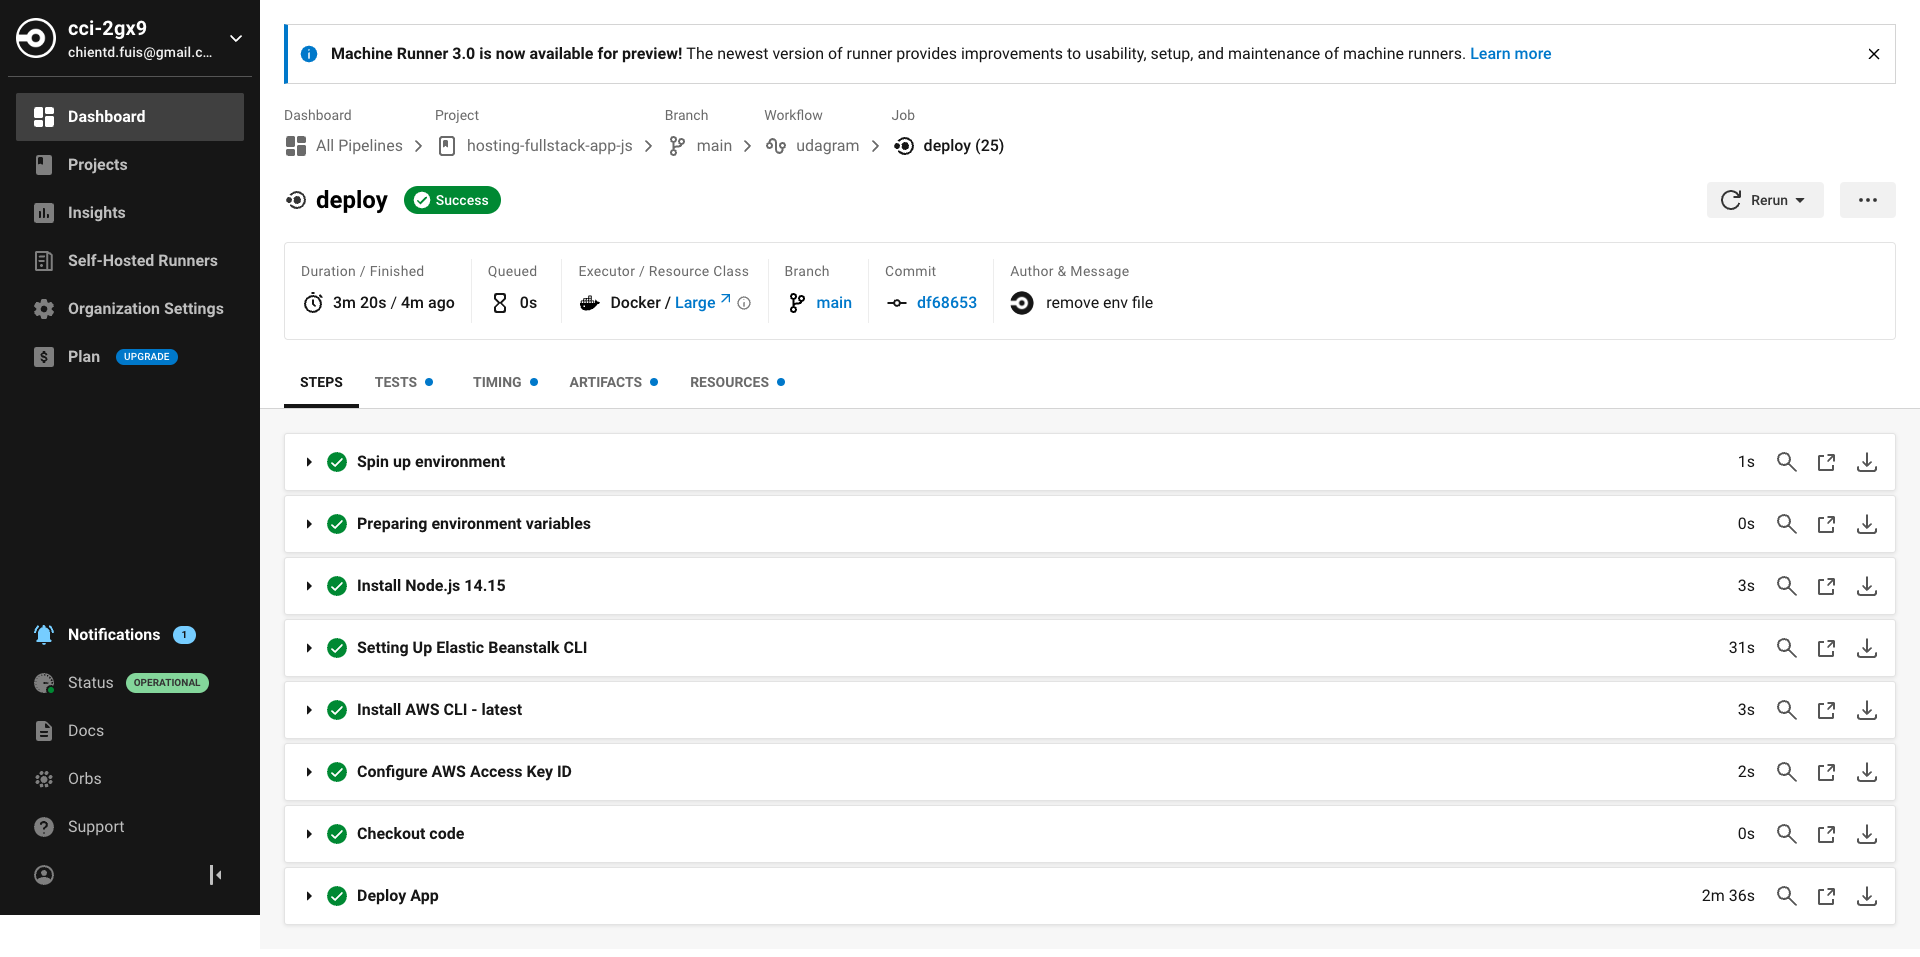 cci-2gx9
chientd.fuis@gmail.c...
Dashboard
Projects
Insights
Self-Hosted Runners
Organization Settings
Plan UPGRADE
Notifications 1
Status OPERATIONAL
Docs
Orbs
Support
Machine Runner 3.0 is now available for preview! The newest version of runner provides improvements to usability, setup, and maintenance of machine runners. Learn more
Dashboard Project Branch Workflow Job
All Pipelines hosting-fullstack-app-js main udagram deploy (25)
deploy Success
Rerun
Duration / Finished Queued Executor / Resource Class Branch Commit Author & Message
3m 20s / 4m ago 0s Docker / Large main df68653 remove env file
STEPS TESTS TIMING ARTIFACTS RESOURCES
Spin up environment 1s
Preparing environment variables 0s
Install Node.js 14.15 3s
Setting Up Elastic Beanstalk CLI 31s
Install AWS CLI - latest 3s
Configure AWS Access Key ID 2s
Checkout code 0s
Deploy App 2m 36s